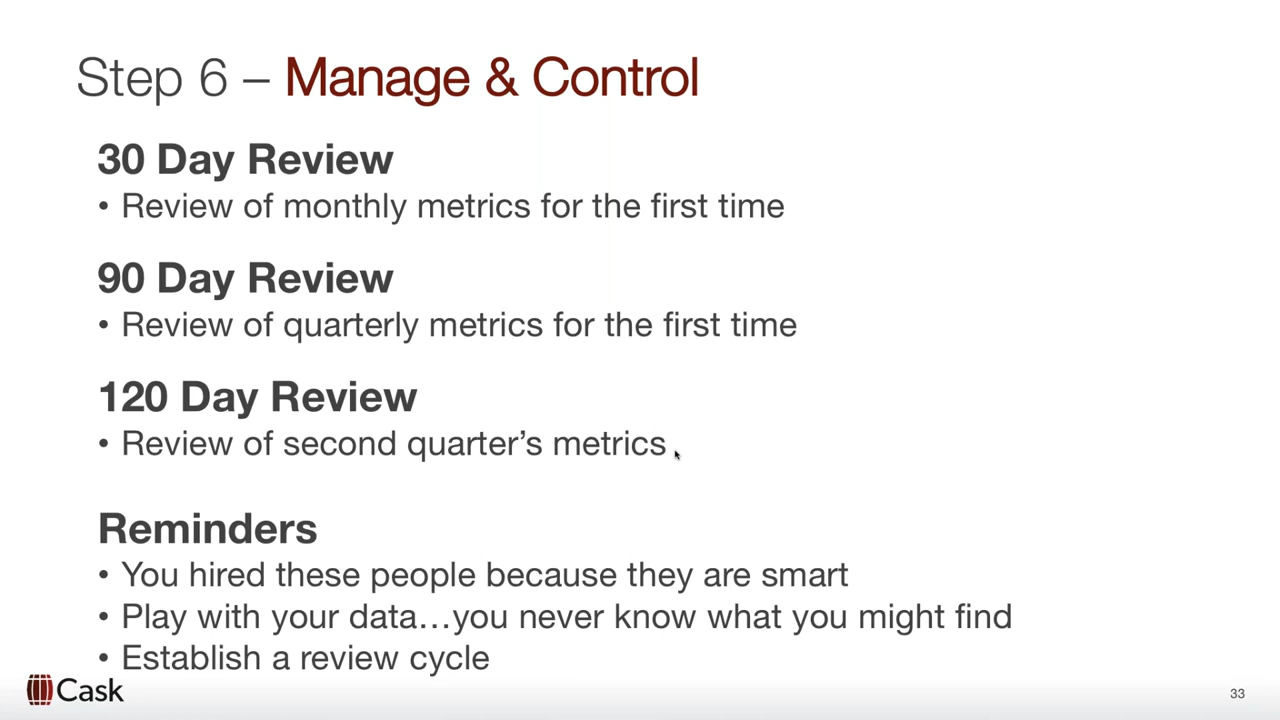 Step 6 – Manage & Control
30 Day Review
• Review of monthly metrics for the first time
90 Day Review
• Review of quarterly metrics for the first time
120 Day Review
• Review of second quarter’s metrics
Reminders
• You hired these people because they are smart
• Play with your data…you never know what you might find
• Establish a review cycle
Cask
33